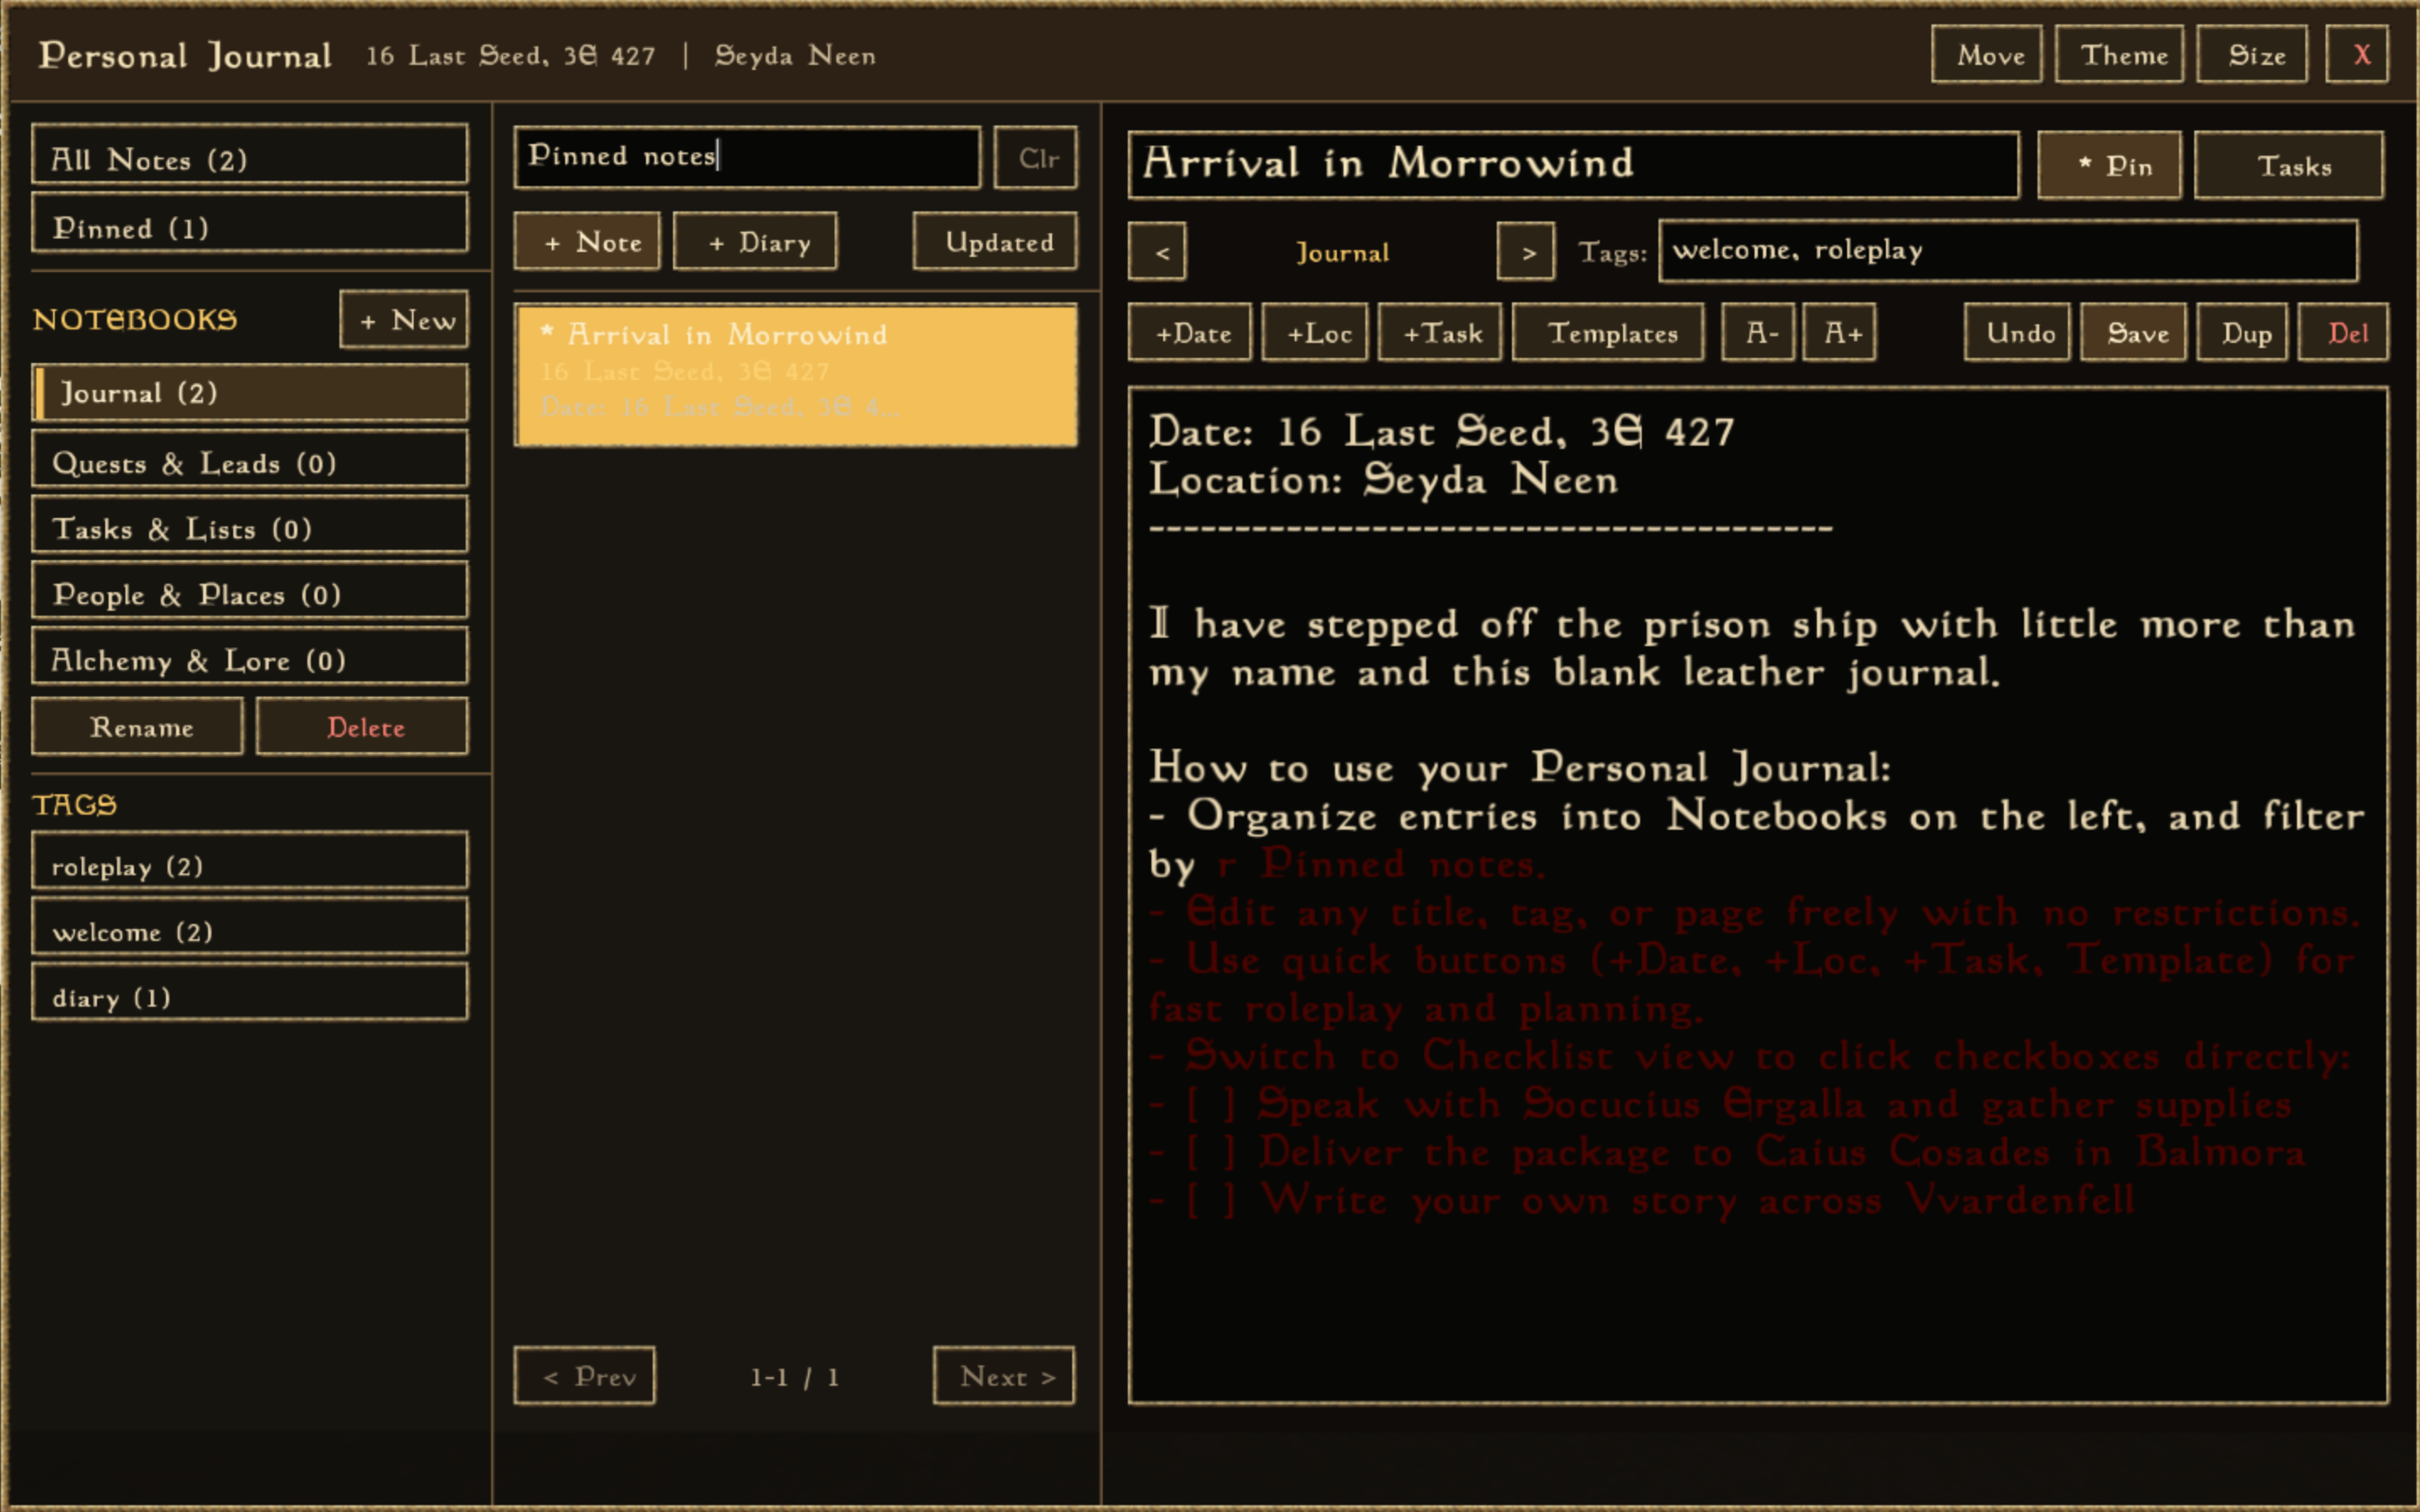 Personal Journal 16 Last Seed, 3E 427 | Seyda Neen
Move Theme Size X
All Notes (2)
Pinned (1)
NOTEBOOKS + New
Journal (2)
Quests & Leads (0)
Tasks & Lists (0)
People & Places (0)
Alchemy & Lore (0)
Rename Delete
TAGS
roleplay (2)
welcome (2)
diary (1)
Pinned notes Clr
+ Note + Diary Updated
* Arrival in Morrowind
16 Last Seed, 3E 427
Date: 16 Last Seed, 3E 4...
< Prev 1-1 / 1 Next >
Arrival in Morrowind * Pin Tasks
< Journal > Tags: welcome, roleplay
+Date +Loc +Task Templates A- A+ Undo Save Dup Del
Date: 16 Last Seed, 3E 427
Location: Seyda Neen
----------------------------------------
I have stepped off the prison ship with little more than
my name and this blank leather journal.
How to use your Personal Journal:
- Organize entries into Notebooks on the left, and filter
by r Pinned notes.
- Edit any title, tag, or page freely with no restrictions.
- Use quick buttons (+Date, +Loc, +Task, Template) for
fast roleplay and planning.
- Switch to Checklist view to click checkboxes directly:
- [ ] Speak with Socucius Ergalla and gather supplies
- [ ] Deliver the package to Caius Cosades in Balmora
- [ ] Write your own story across Vvardenfell